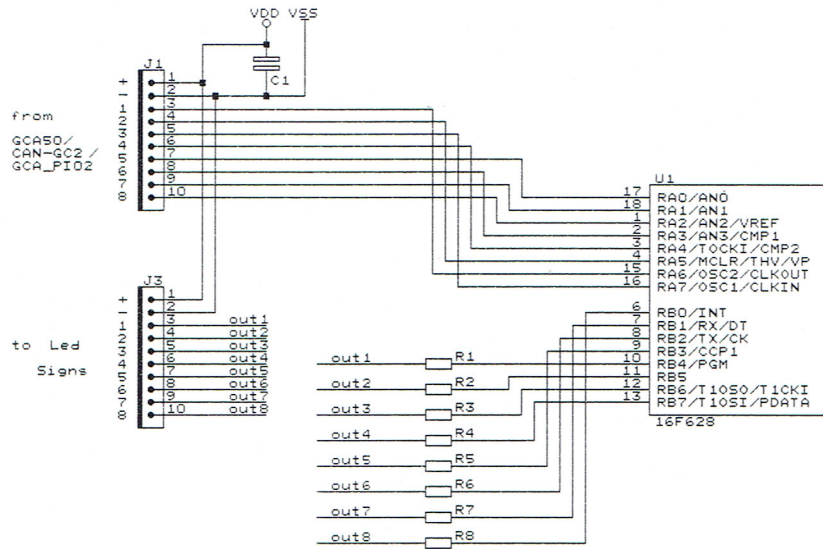 VDD VSS
J1
C1
+ 1
- 2
1 3
2 4
3 5
4 6
5 7
6 8
7 9
8 10
from
GCA50/
CAN-GC2/
GCA_PIO2
J3
+ 1
- 2
1 3 out1
2 4 out2
3 5 out3
4 6 out4
5 7 out5
6 8 out6
7 9 out7
8 10 out8
to Led
Signs
out1 R1
out2 R2
out3 R3
out4 R4
out5 R5
out6 R6
out7 R7
out8 R8
U1
17 RA0/AN0
18 RA1/AN1
1 RA2/AN2/VREF
2 RA3/AN3/CMP1
3 RA4/TOCKI/CMP2
4 RA5/MCLR/THV/VP
15 RA6/OSC2/CLKOUT
16 RA7/OSC1/CLKIN
6 RB0/INT
7 RB1/RX/DT
8 RB2/TX/CK
9 RB3/CCP1
10 RB4/PGM
11 RB5
12 RB6/T1OSO/T1CKI
13 RB7/T1OSI/PDATA
16F628